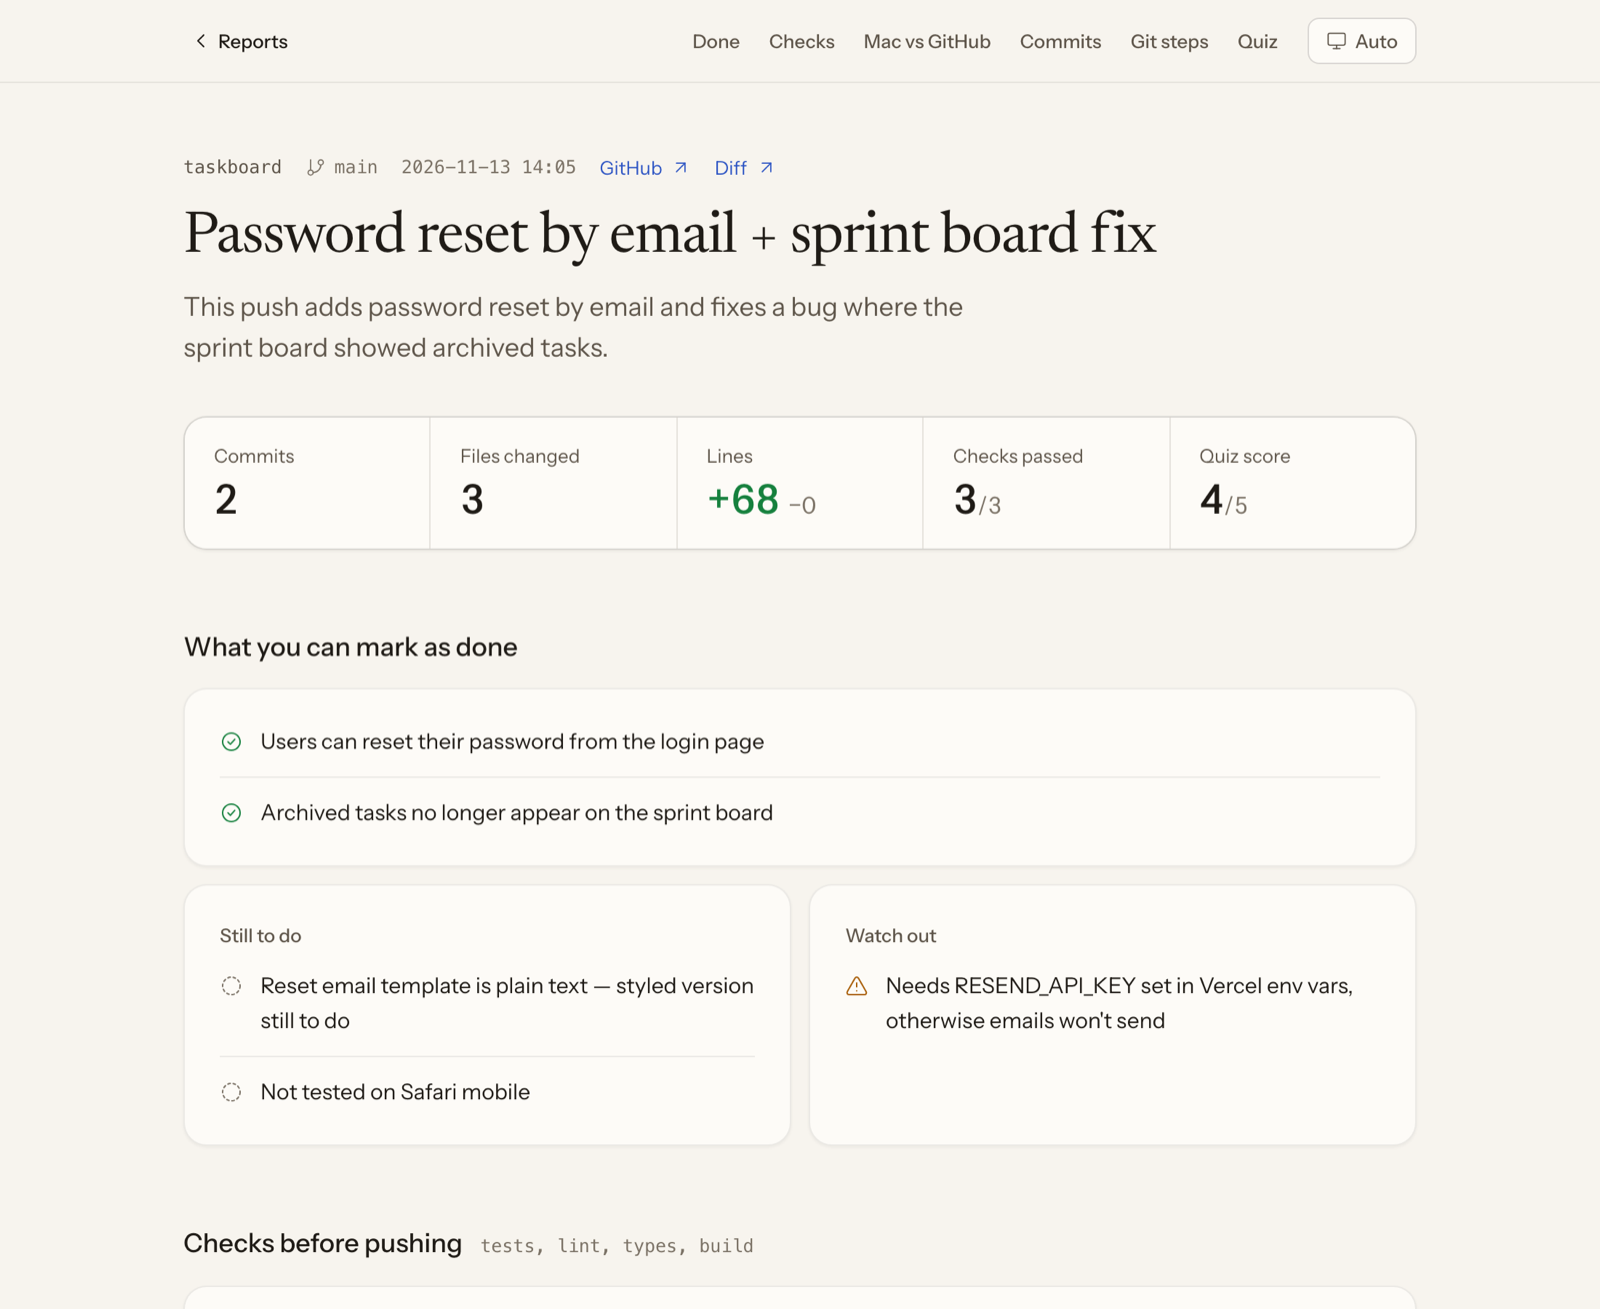 Reports
Done Checks Mac vs GitHub Commits Git steps Quiz Auto
taskboard main 2026-11-13 14:05 GitHub Diff
Password reset by email + sprint board fix
This push adds password reset by email and fixes a bug where the
sprint board showed archived tasks.
Commits
2
Files changed
3
Lines
+68 −0
Checks passed
3/3
Quiz score
4/5
What you can mark as done
Users can reset their password from the login page
Archived tasks no longer appear on the sprint board
Still to do
Reset email template is plain text — styled version
still to do
Not tested on Safari mobile
Watch out
Needs RESEND_API_KEY set in Vercel env vars,
otherwise emails won't send
Checks before pushing tests, lint, types, build